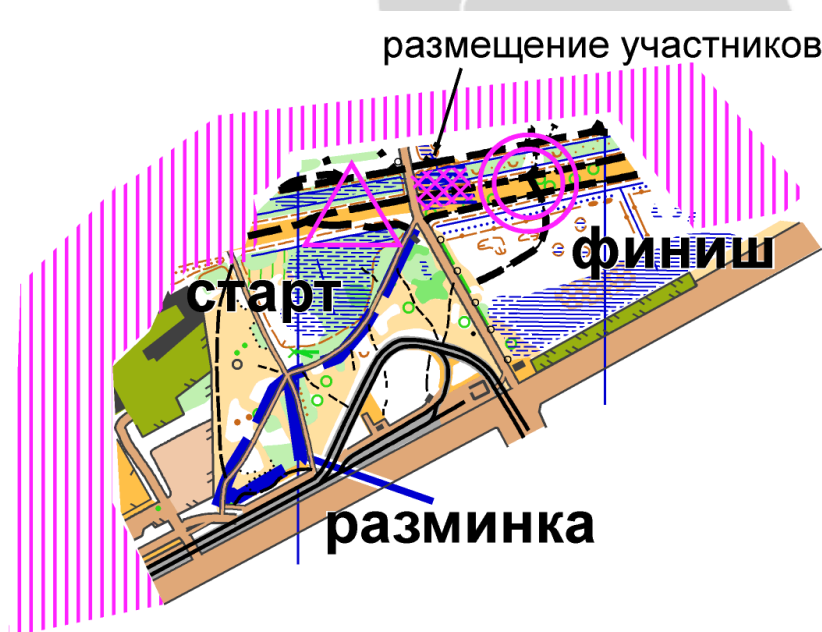 размещение участников
финиш
старт
разминка